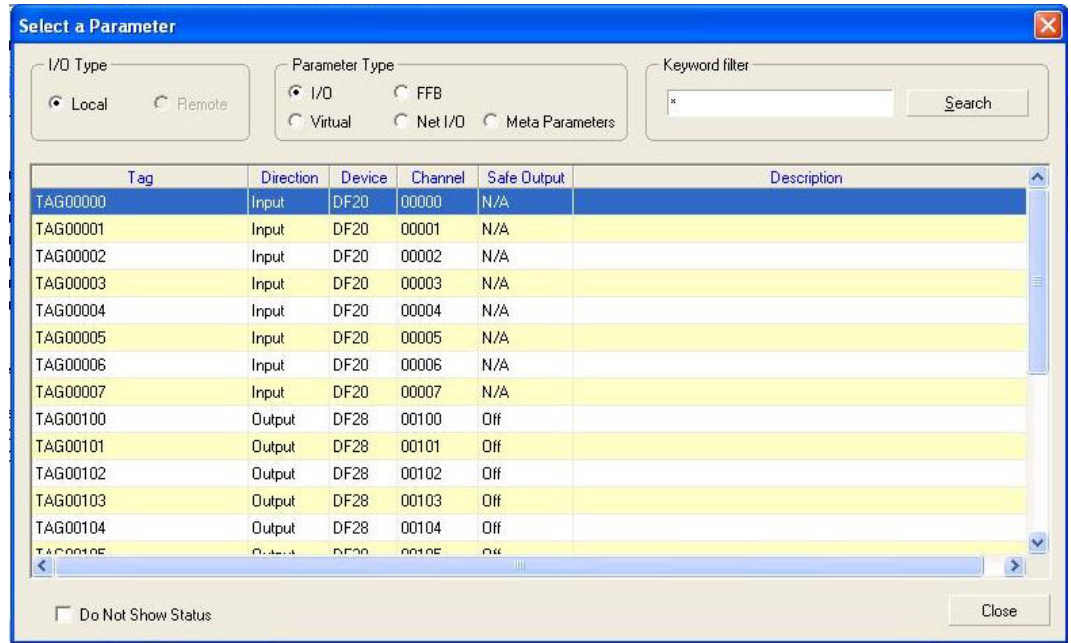 Select a Parameter
I/O Type
Local Remote
Parameter Type
I/O FFB
Virtual Net I/O Meta Parameters
Keyword filter
* Search
Tag Direction Device Channel Safe Output Description
TAG00000 Input DF20 00000 N/A
TAG00001 Input DF20 00001 N/A
TAG00002 Input DF20 00002 N/A
TAG00003 Input DF20 00003 N/A
TAG00004 Input DF20 00004 N/A
TAG00005 Input DF20 00005 N/A
TAG00006 Input DF20 00006 N/A
TAG00007 Input DF20 00007 N/A
TAG00100 Output DF28 00100 Off
TAG00101 Output DF28 00101 Off
TAG00102 Output DF28 00102 Off
TAG00103 Output DF28 00103 Off
TAG00104 Output DF28 00104 Off
Do Not Show Status
Close